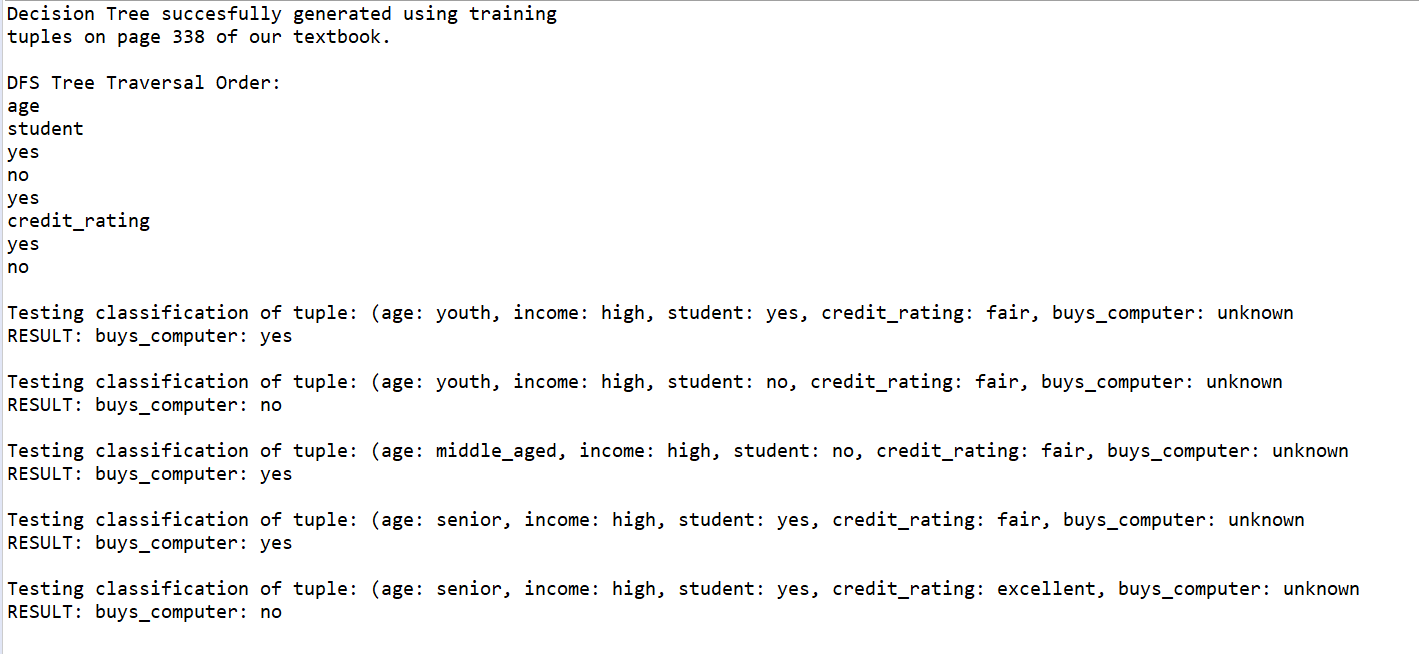 Decision Tree succesfully generated using training
tuples on page 338 of our textbook.
DFS Tree Traversal Order:
age
student
yes
no
yes
credit_rating
yes
no
Testing classification of tuple: (age: youth, income: high, student: yes, credit_rating: fair, buys_computer: unknown
RESULT: buys_computer: yes
Testing classification of tuple: (age: youth, income: high, student: no, credit_rating: fair, buys_computer: unknown
RESULT: buys_computer: no
Testing classification of tuple: (age: middle_aged, income: high, student: no, credit_rating: fair, buys_computer: unknown
RESULT: buys_computer: yes
Testing classification of tuple: (age: senior, income: high, student: yes, credit_rating: fair, buys_computer: unknown
RESULT: buys_computer: yes
Testing classification of tuple: (age: senior, income: high, student: yes, credit_rating: excellent, buys_computer: unknown
RESULT: buys_computer: no